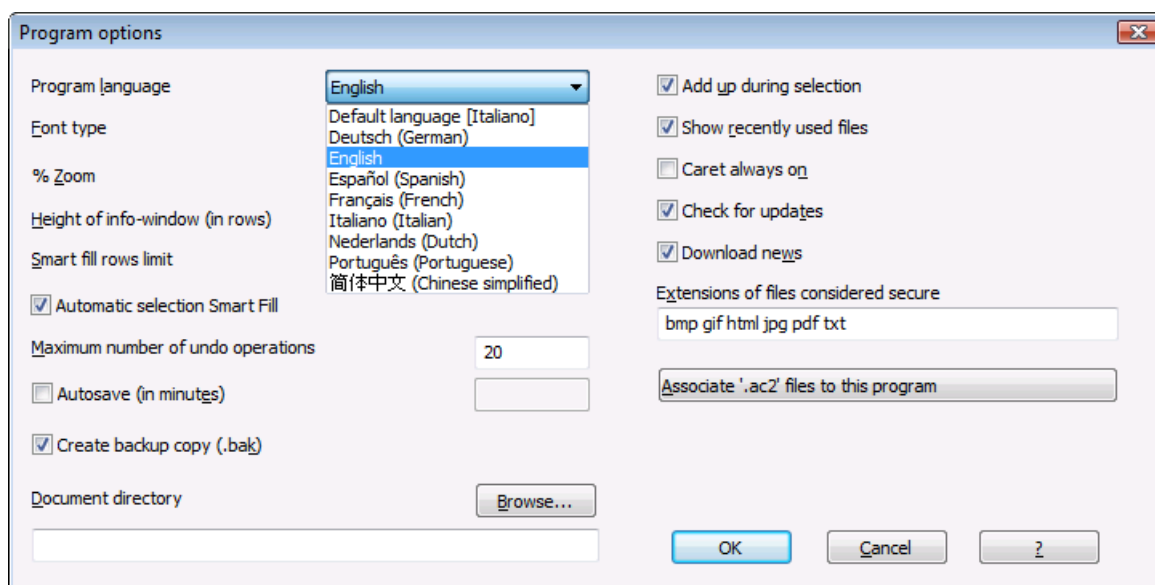 Program options
Program language
English
Default language [Italiano]
Deutsch (German)
English
Español (Spanish)
Français (French)
Italiano (Italian)
Nederlands (Dutch)
Português (Portuguese)
简体中文 (Chinese simplified)
Font type
% Zoom
Height of info-window (in rows)
Smart fill rows limit
Automatic selection Smart Fill
Maximum number of undo operations
20
Autosave (in minutes)
Create backup copy (.bak)
Document directory
Browse...
Add up during selection
Show recently used files
Caret always on
Check for updates
Download news
Extensions of files considered secure
bmp gif html jpg pdf txt
Associate '.ac2' files to this program
OK
Cancel
?